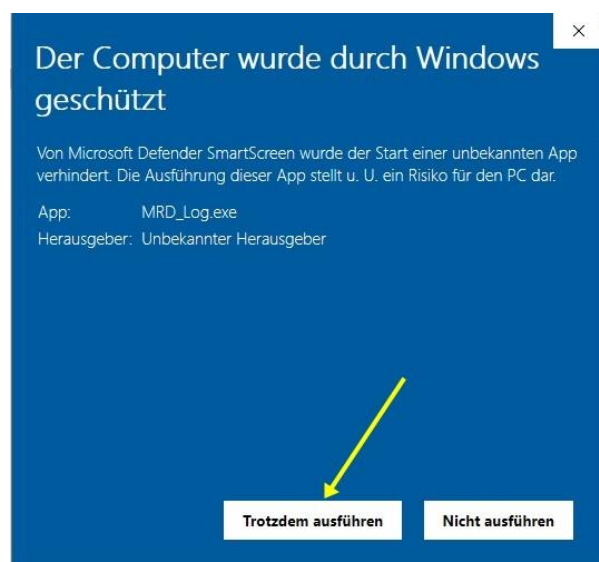 Der Computer wurde durch Windows
geschützt
Von Microsoft Defender SmartScreen wurde der Start einer unbekannten App
verhindert. Die Ausführung dieser App stellt u. U. ein Risiko für den PC dar.
App: MRD_Log.exe
Herausgeber: Unbekannter Herausgeber
Trotzdem ausführen Nicht ausführen